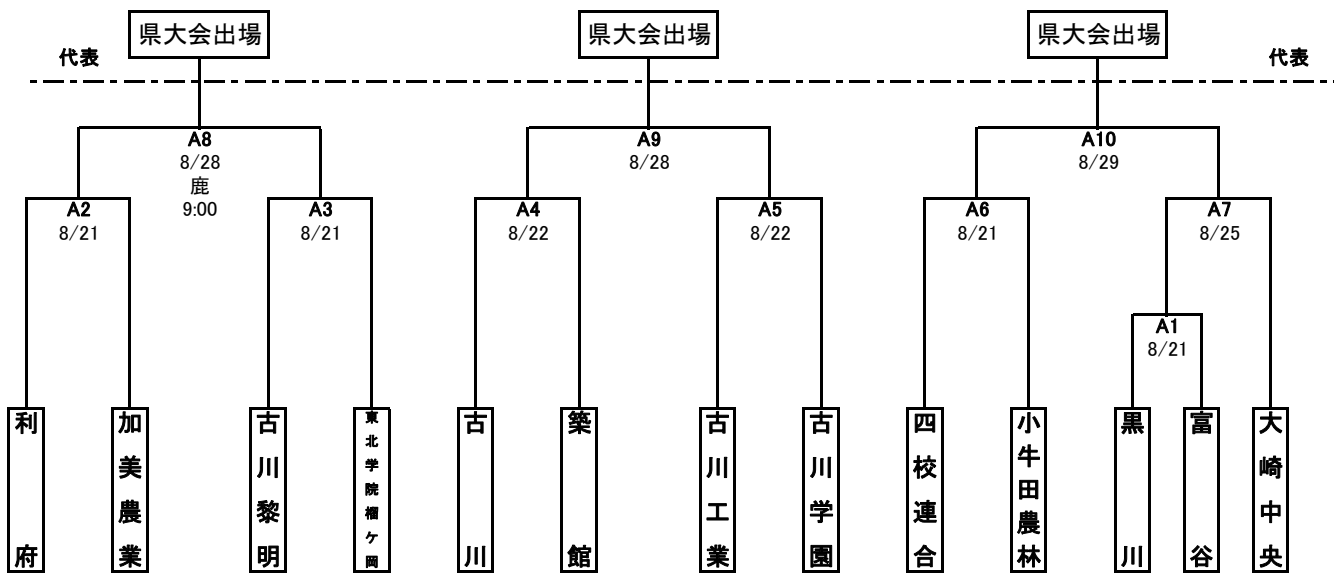 県大会出場
県大会出場
県大会出場
代表
代表
A8
8/28
鹿
9:00
A9
8/28
A10
8/29
A2
8/21
A3
8/21
A4
8/22
A5
8/22
A6
8/21
A7
8/25
A1
8/21
利府
加美農業
古川黎明
東北学院榴ケ岡
古川
築館
古川工業
古川学園
四校連合
小牛田農林
黒川
富谷
大崎中央